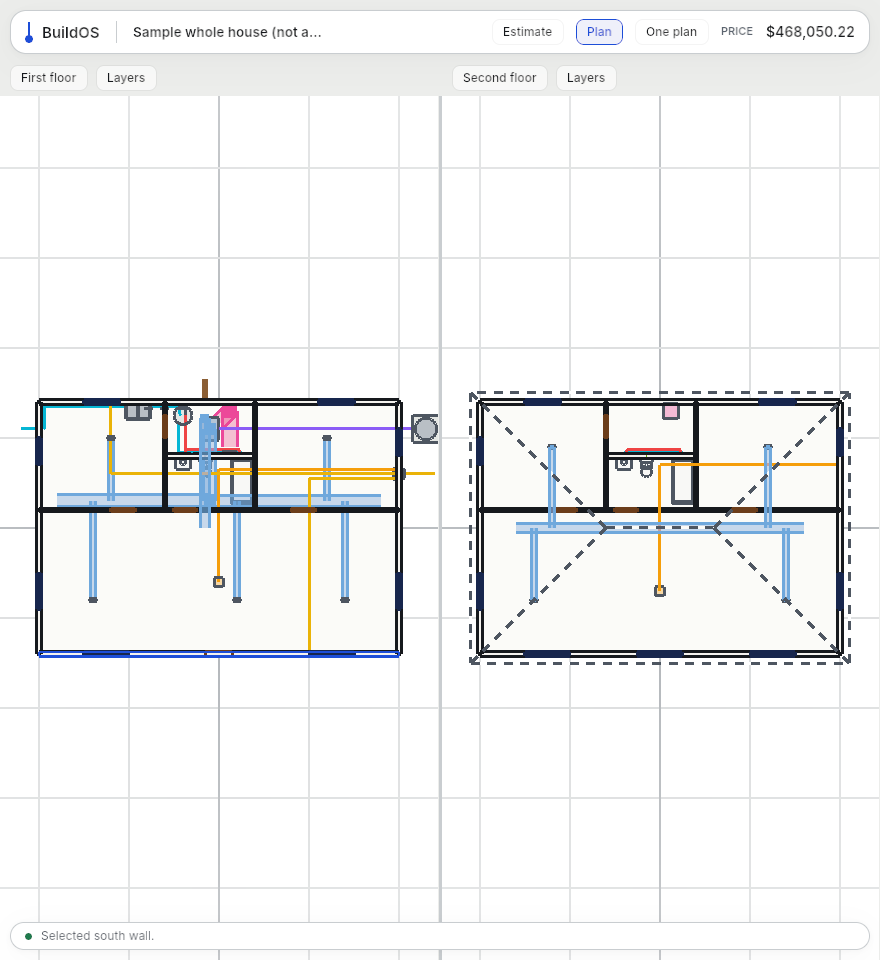 BuildOS
Sample whole house (not a...
Estimate
Plan
One plan
PRICE
$468,050.22
First floor
Layers
Second floor
Layers
Selected south wall.